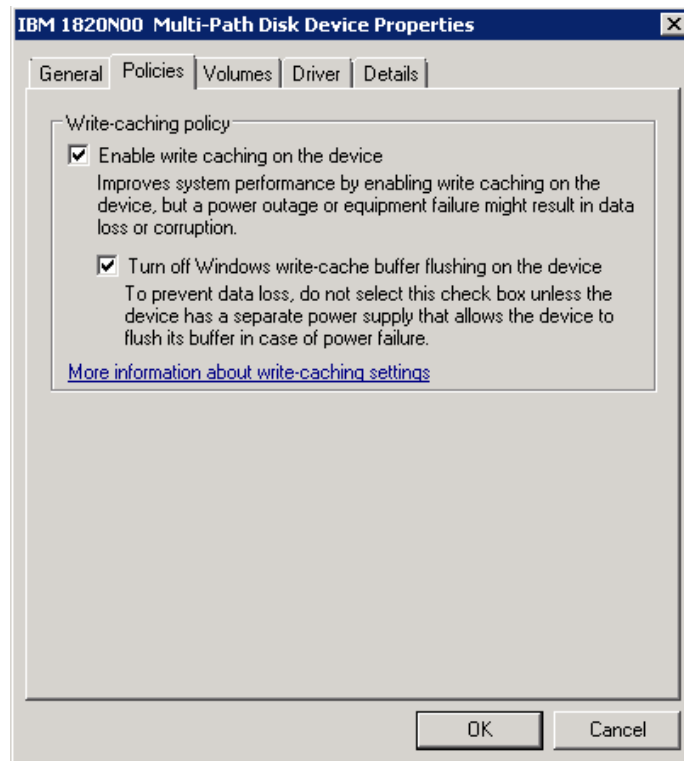 IBM 1820N00 Multi-Path Disk Device Properties
General
Policies
Volumes
Driver
Details
Write-caching policy
Enable write caching on the device
Improves system performance by enabling write caching on the
device, but a power outage or equipment failure might result in data
loss or corruption.
Turn off Windows write-cache buffer flushing on the device
To prevent data loss, do not select this check box unless the
device has a separate power supply that allows the device to
flush its buffer in case of power failure.
More information about write-caching settings
OK
Cancel